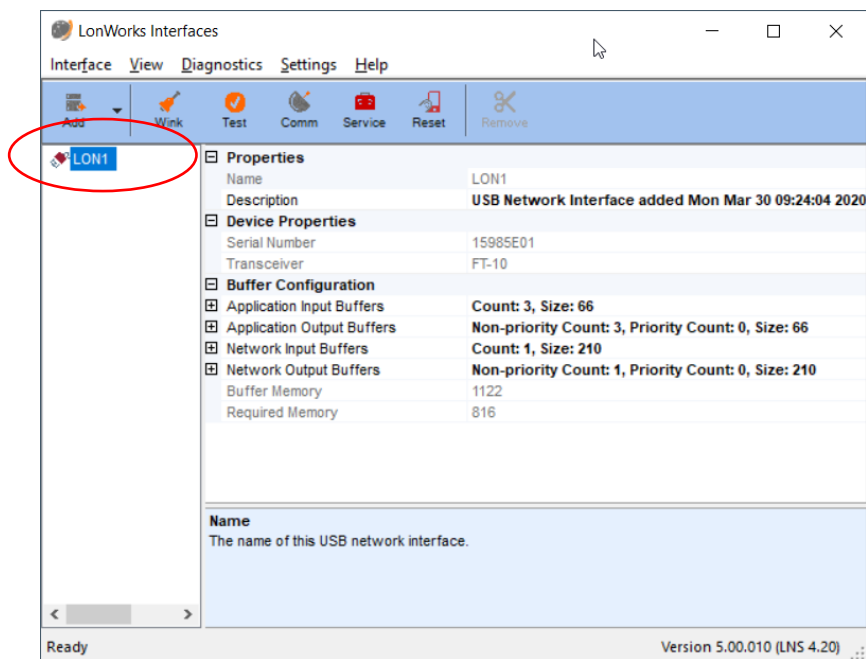 LonWorks Interfaces
Interface View Diagnostics Settings Help
Add Wink Test Comm Service Reset Remove
LON1
Properties
Name LON1
Description USB Network Interface added Mon Mar 30 09:24:04 2020
Device Properties
Serial Number 15985E01
Transceiver FT-10
Buffer Configuration
Application Input Buffers Count: 3, Size: 66
Application Output Buffers Non-priority Count: 3, Priority Count: 0, Size: 66
Network Input Buffers Count: 1, Size: 210
Network Output Buffers Non-priority Count: 1, Priority Count: 0, Size: 210
Buffer Memory 1122
Required Memory 816
Name
The name of this USB network interface.
Ready Version 5.00.010 (LNS 4.20)